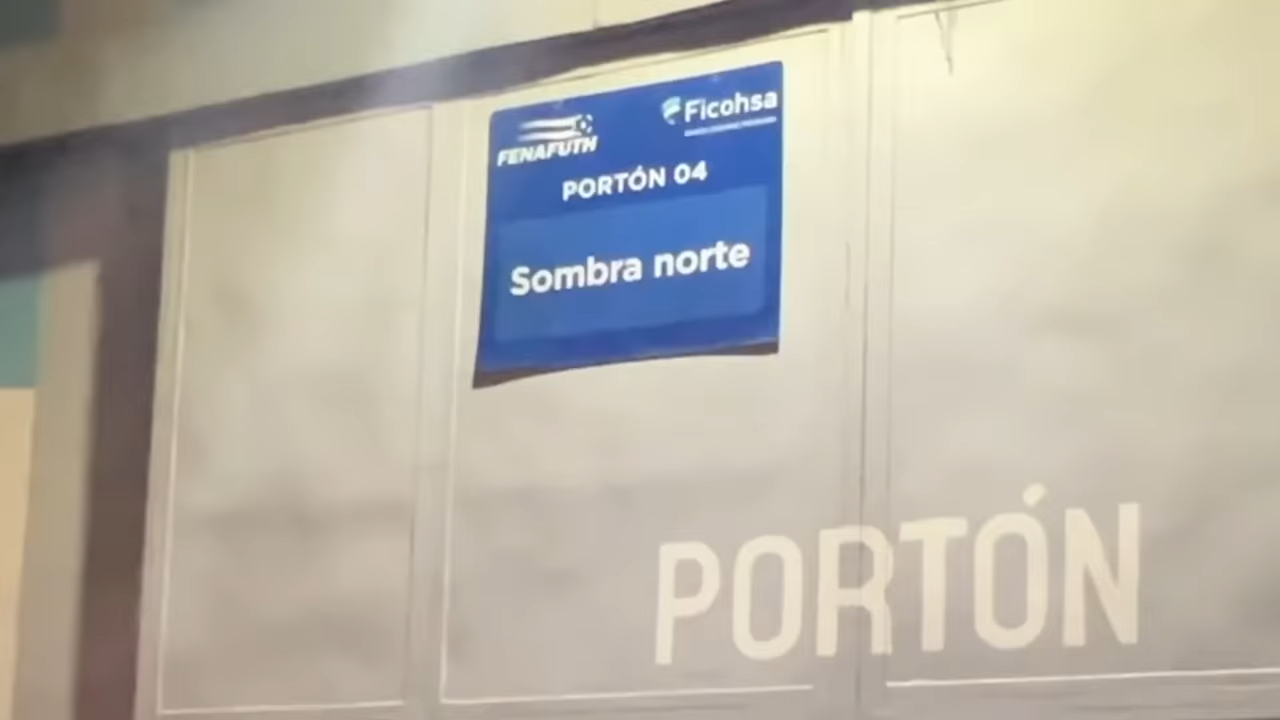 FENAFUTH
Ficohsa
PORTÓN 04
Sombra norte
PORTÓN